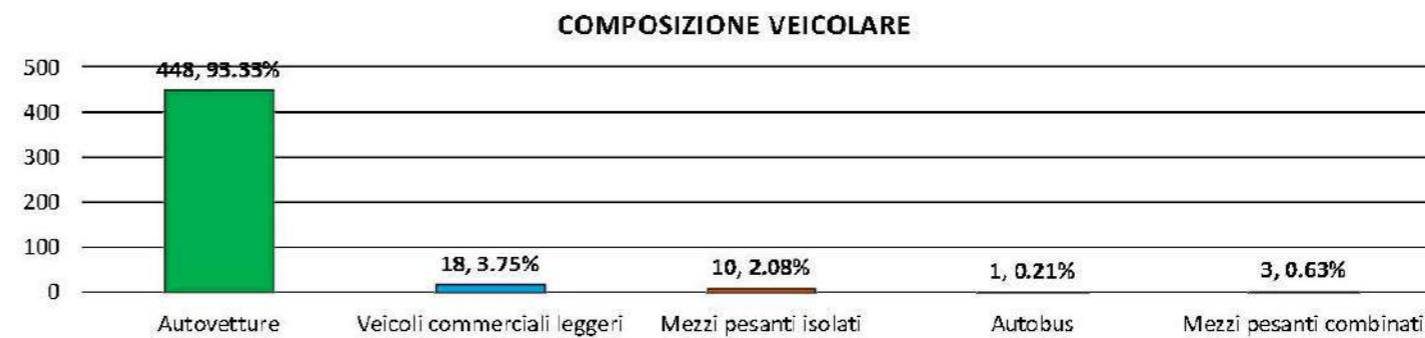 COMPOSIZIONE VEICOLARE
500
448, 93.33%
400
300
200
100
18, 3.75%
10, 2.08%
1, 0.21%
3, 0.63%
0
Autovetture
Veicoli commerciali leggeri
Mezzi pesanti isolati
Autobus
Mezzi pesanti combinati